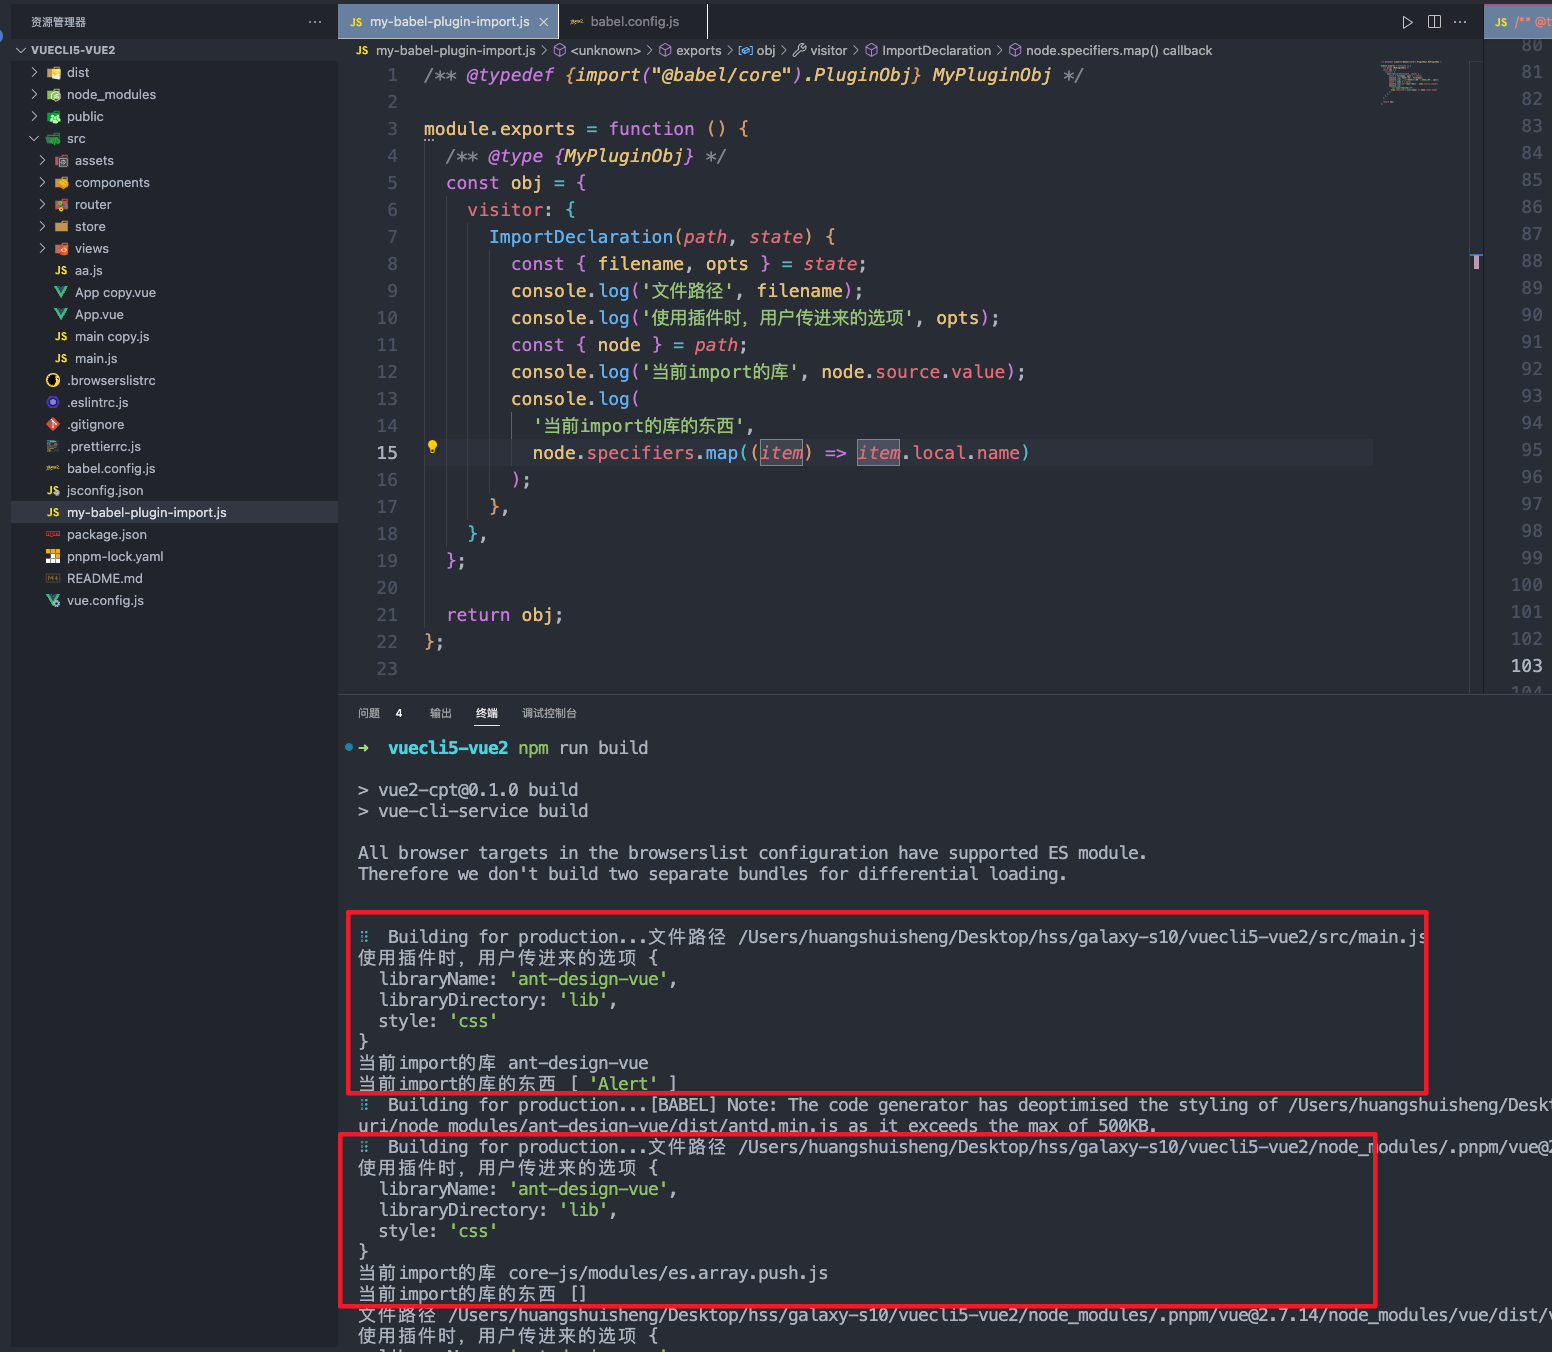 资源管理器
VUECLI5-VUE2
dist
node_modules
public
src
assets
components
router
store
views
JS aa.js
App copy.vue
App.vue
JS main copy.js
JS main.js
.browserslistrc
.eslintrc.js
.gitignore
.prettierrc.js
babel.config.js
JS jsconfig.json
JS my-babel-plugin-import.js
package.json
pnpm-lock.yaml
README.md
vue.config.js
JS my-babel-plugin-import.js
babel.config.js
JS my-babel-plugin-import.js > <unknown> > exports > obj > visitor > ImportDeclaration > node.specifiers.map() callback
1 /** @typedef {import("@babel/core").PluginObj} MyPluginObj */
2
3 module.exports = function () {
4 /** @type {MyPluginObj} */
5 const obj = {
6 visitor: {
7 ImportDeclaration(path, state) {
8 const { filename, opts } = state;
9 console.log('文件路径', filename);
10 console.log('使用插件时，用户传进来的选项', opts);
11 const { node } = path;
12 console.log('当前import的库', node.source.value);
13 console.log(
14 '当前import的库的东西',
15 node.specifiers.map((item) => item.local.name)
16 );
17 },
18 },
19 };
20
21 return obj;
22 };
23
JS /** @t
80
81
82
83
84
85
86
87
88
89
90
91
92
93
94
95
96
97
98
99
100
101
102
103
104
问题 4 输出 终端 调试控制台
➜ vuecli5-vue2 npm run build
> vue2-cpt@0.1.0 build
> vue-cli-service build
All browser targets in the browserslist configuration have supported ES module.
Therefore we don't build two separate bundles for differential loading.
Building for production...文件路径 /Users/huangshuisheng/Desktop/hss/galaxy-s10/vuecli5-vue2/src/main.js
使用插件时，用户传进来的选项 {
libraryName: 'ant-design-vue',
libraryDirectory: 'lib',
style: 'css'
}
当前import的库 ant-design-vue
当前import的库的东西 [ 'Alert' ]
Building for production...[BABEL] Note: The code generator has deoptimised the styling of /Users/huangshuisheng/Desk
uri/node_modules/ant-design-vue/dist/antd.min.js as it exceeds the max of 500KB.
Building for production...文件路径 /Users/huangshuisheng/Desktop/hss/galaxy-s10/vuecli5-vue2/node_modules/.pnpm/vue@2
使用插件时，用户传进来的选项 {
libraryName: 'ant-design-vue',
libraryDirectory: 'lib',
style: 'css'
}
当前import的库 core-js/modules/es.array.push.js
当前import的库的东西 []
文件路径 /Users/huangshuisheng/Desktop/hss/galaxy-s10/vuecli5-vue2/node_modules/.pnpm/vue@2.7.14/node_modules/vue/dist/v
使用插件时，用户传进来的选项 {